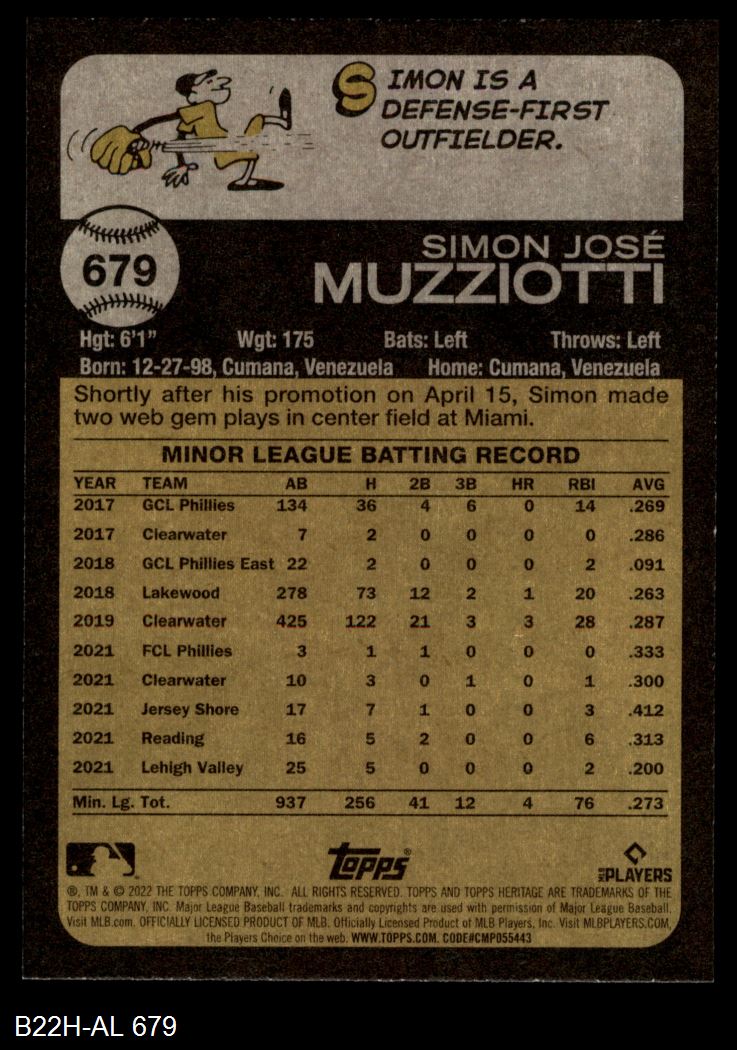 SIMON IS A
DEFENSE-FIRST
OUTFIELDER.
679
SIMON JOSÉ
MUZZIOTTI
Hgt: 6'1" Wgt: 175 Bats: Left Throws: Left
Born: 12-27-98, Cumana, Venezuela Home: Cumana, Venezuela
Shortly after his promotion on April 15, Simon made
two web gem plays in center field at Miami.
MINOR LEAGUE BATTING RECORD
YEAR TEAM AB H 2B 3B HR RBI AVG
2017 GCL Phillies 134 36 4 6 0 14 .269
2017 Clearwater 7 2 0 0 0 0 .286
2018 GCL Phillies East 22 2 0 0 0 2 .091
2018 Lakewood 278 73 12 2 1 20 .263
2019 Clearwater 425 122 21 3 3 28 .287
2021 FCL Phillies 3 1 1 0 0 0 .333
2021 Clearwater 10 3 0 1 0 1 .300
2021 Jersey Shore 17 7 1 0 0 3 .412
2021 Reading 16 5 2 0 0 6 .313
2021 Lehigh Valley 25 5 0 0 0 2 .200
Min. Lg. Tot. 937 256 41 12 4 76 .273
Topps® PLAYERS
®, TM & © 2022 THE TOPPS COMPANY, INC. ALL RIGHTS RESERVED. TOPPS AND TOPPS HERITAGE ARE TRADEMARKS OF THE
TOPPS COMPANY, INC. Major League Baseball trademarks and copyrights are used with permission of Major League Baseball.
Visit MLB.com. OFFICIALLY LICENSED PRODUCT OF MLB. Officially Licensed Product of MLB Players, Inc. Visit MLBPLAYERS.COM,
the Players Choice on the web. WWW.TOPPS.COM. CODE#CMP055443
B22H-AL 679